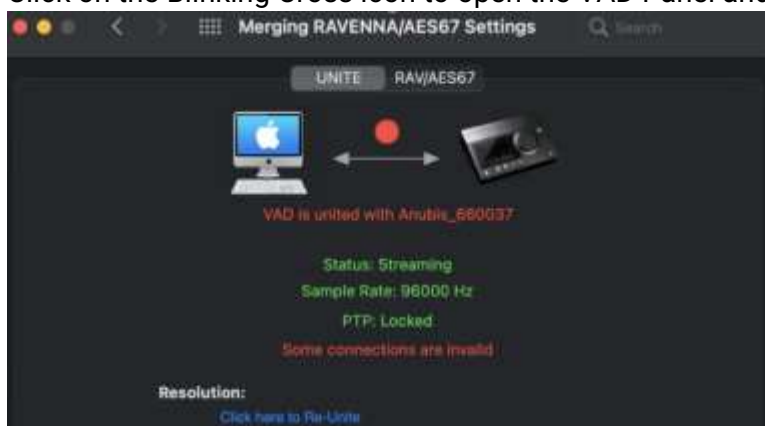 Click on the Blinking Cross icon to open the VAD Panel and
Merging RAVENNA/AES67 Settings
Search
UNITE RAV/AES67
VAD is united with Anubis_660037
Status: Streaming
Sample Rate: 96000 Hz
PTP: Locked
Some connections are invalid
Resolution:
Click here to Re-Unite